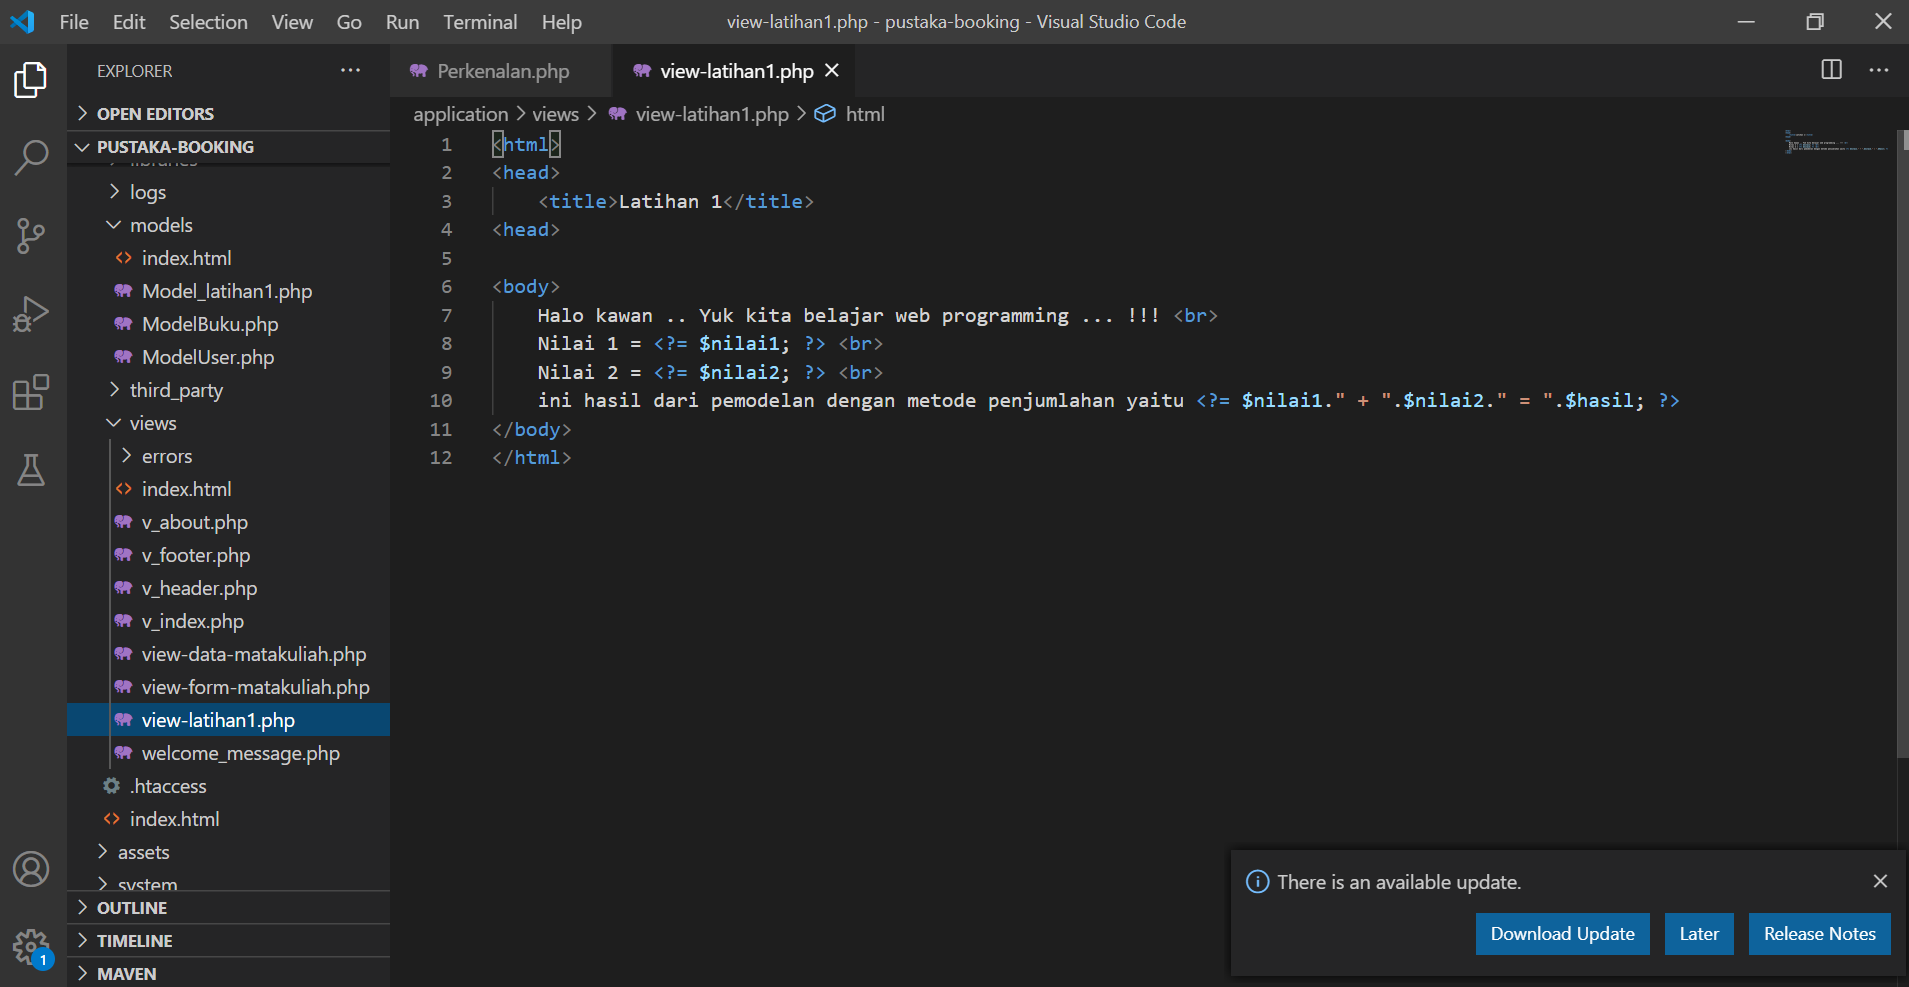 File Edit Selection View Go Run Terminal Help
view-latihan1.php - pustaka-booking - Visual Studio Code
EXPLORER
OPEN EDITORS
PUSTAKA-BOOKING
libraries
logs
models
index.html
Model_latihan1.php
ModelBuku.php
ModelUser.php
third_party
views
errors
index.html
v_about.php
v_footer.php
v_header.php
v_index.php
view-data-matakuliah.php
view-form-matakuliah.php
view-latihan1.php
welcome_message.php
.htaccess
index.html
assets
system
OUTLINE
TIMELINE
MAVEN
1
Perkenalan.php
view-latihan1.php
application > views > view-latihan1.php > html
1 <html>
2 <head>
3     <title>Latihan 1</title>
4 <head>
5
6 <body>
7     Halo kawan .. Yuk kita belajar web programming ... !!! <br>
8     Nilai 1 = <?= $nilai1; ?> <br>
9     Nilai 2 = <?= $nilai2; ?> <br>
10     ini hasil dari pemodelan dengan metode penjumlahan yaitu <?= $nilai1." + ".$nilai2." = ".$hasil; ?>
11 </body>
12 </html>
There is an available update.
Download Update
Later
Release Notes